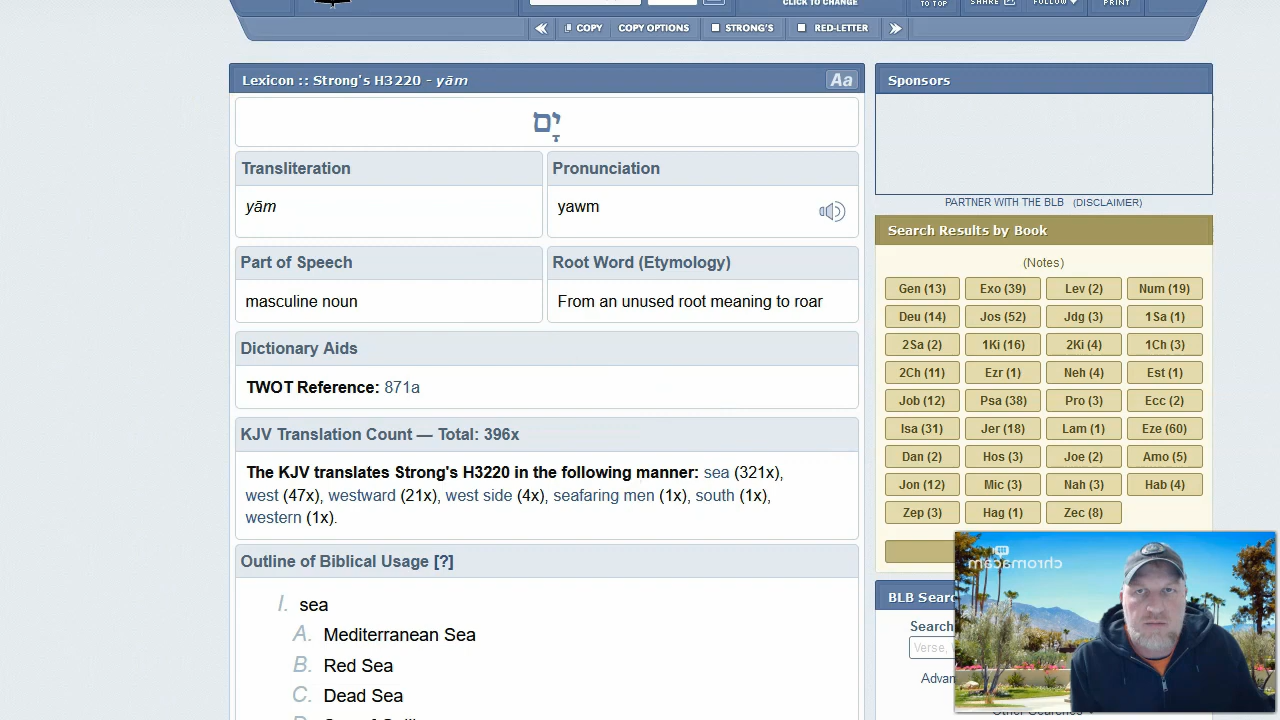 CLICK TO CHANGE
TO TOP
SHARE
FOLLOW
PRINT
COPY
COPY OPTIONS
STRONG'S
RED-LETTER
Lexicon :: Strong's H3220 - yām
Aa
יָם
Transliteration
Pronunciation
yām
yawm
Part of Speech
Root Word (Etymology)
masculine noun
From an unused root meaning to roar
Dictionary Aids
TWOT Reference: 871a
KJV Translation Count — Total: 396x
The KJV translates Strong's H3220 in the following manner: sea (321x),
west (47x), westward (21x), west side (4x), seafaring men (1x), south (1x),
western (1x).
Outline of Biblical Usage [?]
I. sea
A. Mediterranean Sea
B. Red Sea
C. Dead Sea
Sponsors
PARTNER WITH THE BLB (DISCLAIMER)
Search Results by Book
(Notes)
Gen (13) Exo (39) Lev (2) Num (19)
Deu (14) Jos (52) Jdg (3) 1Sa (1)
2Sa (2) 1Ki (16) 2Ki (4) 1Ch (3)
2Ch (11) Ezr (1) Neh (4) Est (1)
Job (12) Psa (38) Pro (3) Ecc (2)
Isa (31) Jer (18) Lam (1) Eze (60)
Dan (2) Hos (3) Joe (2) Amo (5)
Jon (12) Mic (3) Nah (3) Hab (4)
Zep (3) Hag (1) Zec (8)
chromacam
BLB Sear
Search
Verse,
Advan